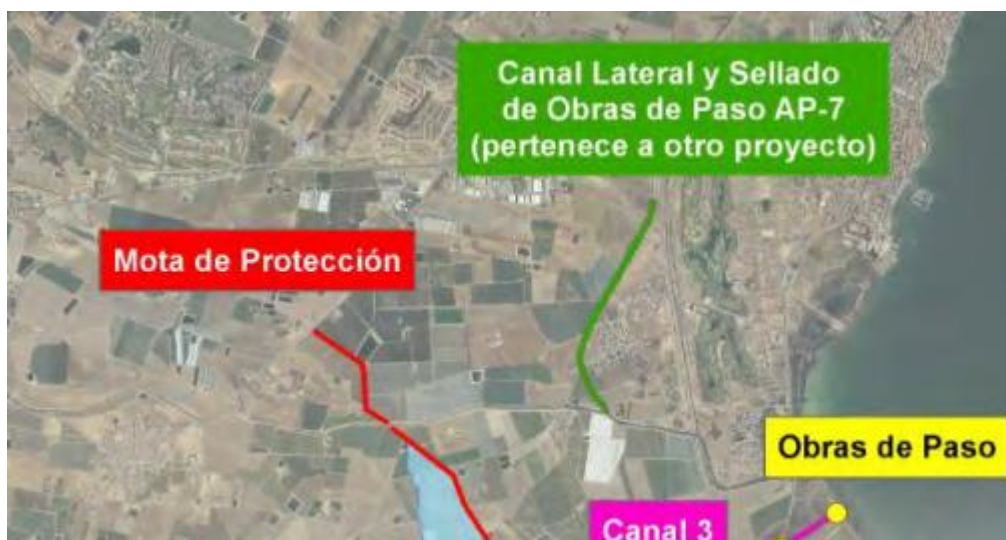 Canal Lateral y Sellado
de Obras de Paso AP-7
(pertenece a otro proyecto)
Mota de Protección
Obras de Paso
Canal 3